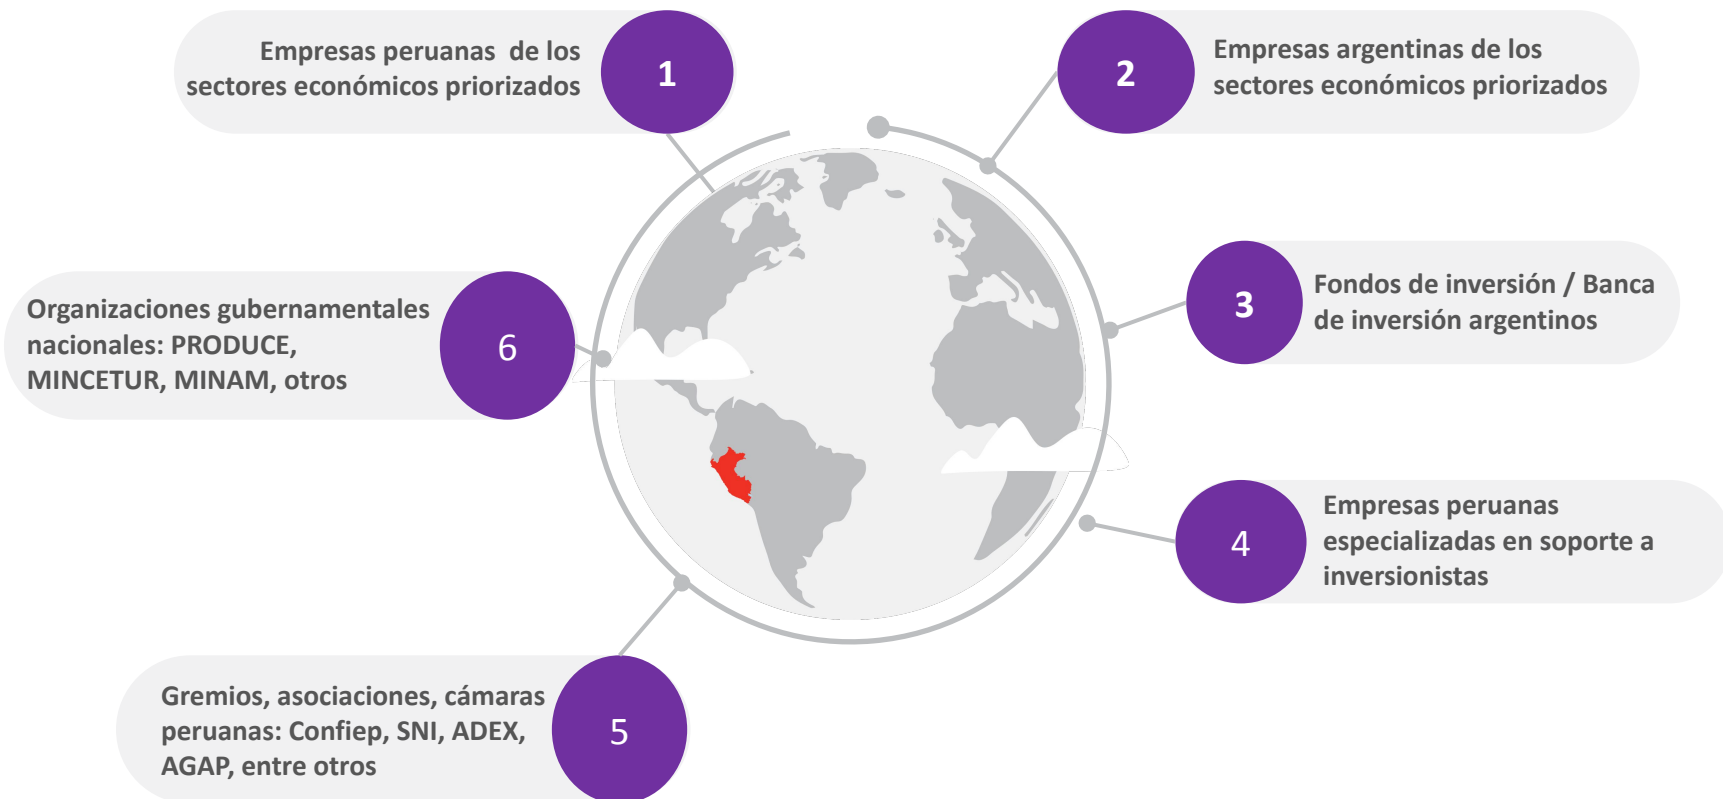 Empresas peruanas de los
sectores económicos priorizados
1
2
Empresas argentinas de los
sectores económicos priorizados
3
Fondos de inversión / Banca
de inversión argentinos
4
Empresas peruanas
especializadas en soporte a
inversionistas
Gremios, asociaciones, cámaras
peruanas: Confiep, SNI, ADEX,
AGAP, entre otros
5
Organizaciones gubernamentales
nacionales: PRODUCE,
MINCETUR, MINAM, otros
6